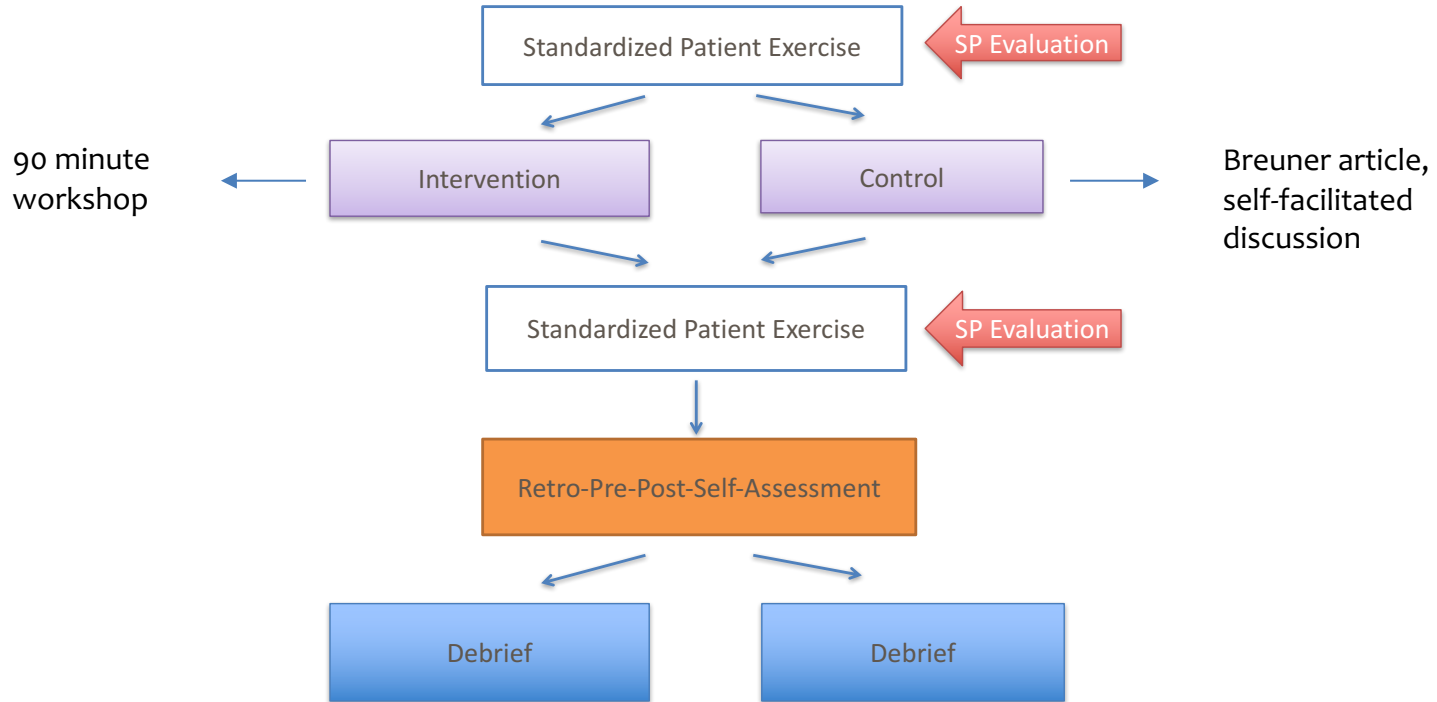 Standardized Patient Exercise
SP Evaluation
90 minute
workshop
Intervention
Control
Breuner article,
self-facilitated
discussion
Standardized Patient Exercise
SP Evaluation
Retro-Pre-Post-Self-Assessment
Debrief
Debrief